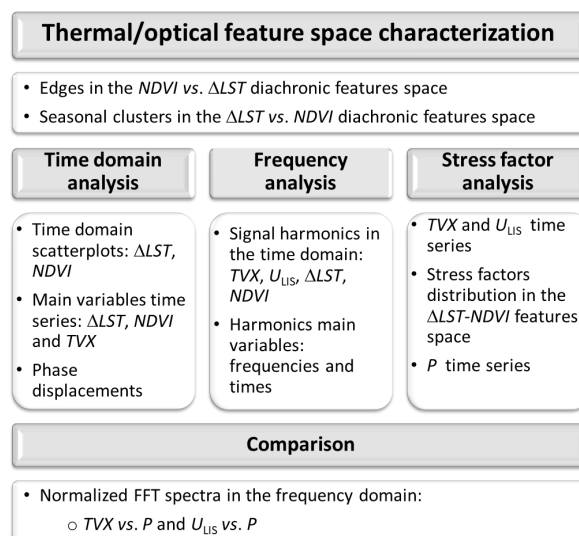 Thermal/optical feature space characterization
• Edges in the NDVI vs. ΔLST diachronic features space
• Seasonal clusters in the ΔLST vs. NDVI diachronic features space
Time domain
analysis
• Time domain
scatterplots: ΔLST,
NDVI
• Main variables time
series: ΔLST, NDVI
and TVX
• Phase
displacements
Frequency
analysis
• Signal harmonics in
the time domain:
TVX, U_LIS, ΔLST,
NDVI
• Harmonics main
variables:
frequencies and
times
Stress factor
analysis
• TVX and U_LIS time
series
• Stress factors
distribution in the
ΔLST-NDVI features
space
• P time series
Comparison
• Normalized FFT spectra in the frequency domain:
○ TVX vs. P and U_LIS vs. P